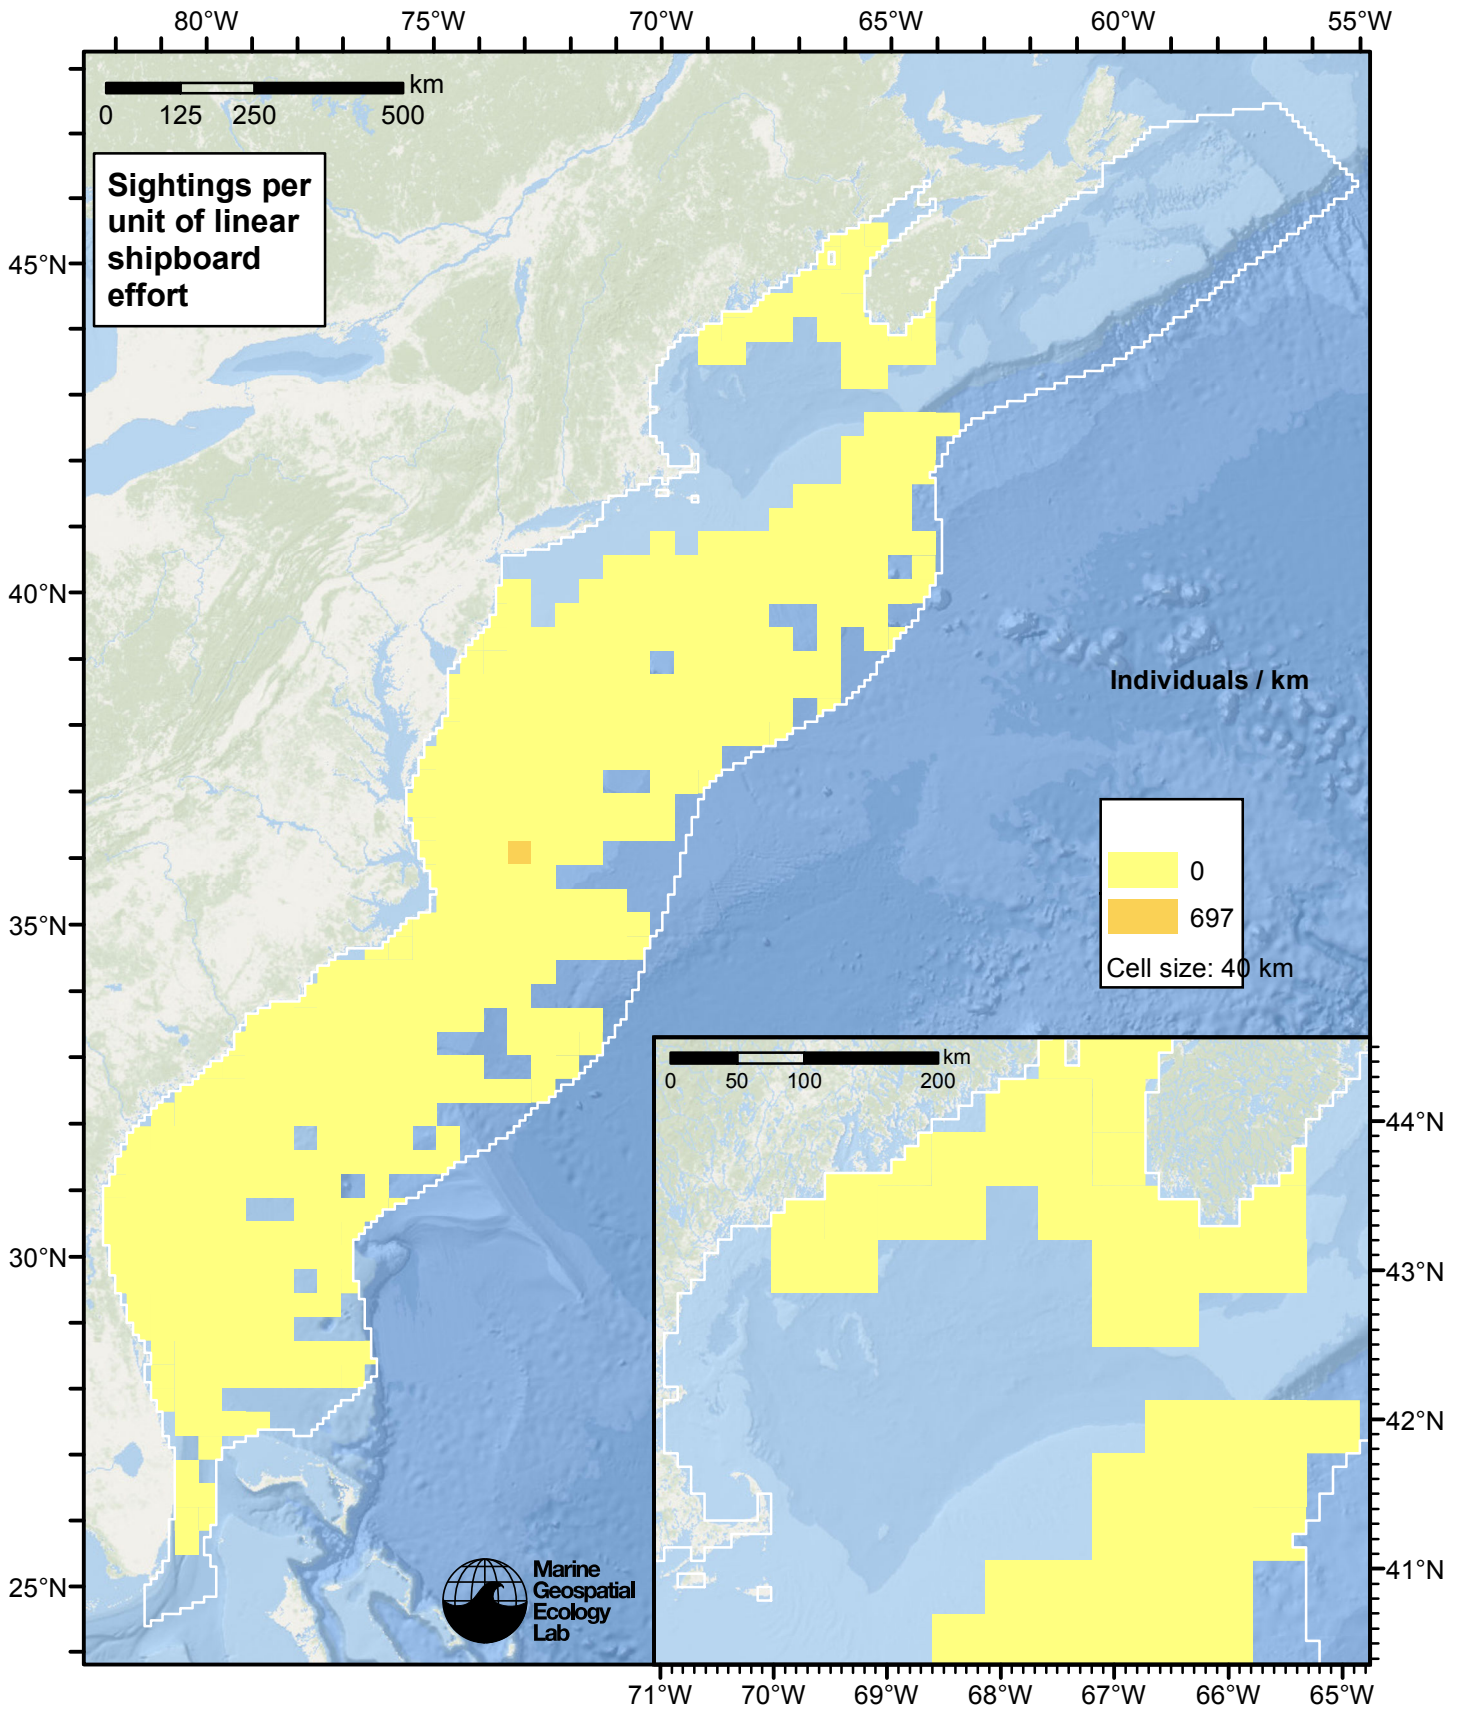 80°W 75°W 70°W 65°W 60°W 55°W
km
0 125 250 500
Sightings per
unit of linear
shipboard
effort
45°N
40°N
35°N
30°N
25°N
Individuals / km
0
697
Cell size: 40 km
km
0 50 100 200
44°N
43°N
42°N
41°N
Marine
Geospatial
Ecology
Lab
71°W 70°W 69°W 68°W 67°W 66°W 65°W